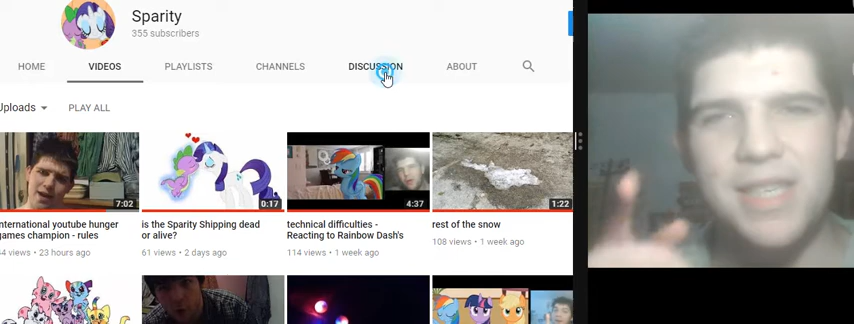 Sparity
355 subscribers
HOME VIDEOS PLAYLISTS CHANNELS DISCUSSION ABOUT
Uploads PLAY ALL
7:02 0:17 4:37 1:22
nternational youtube hunger
games champion - rules
4 views • 23 hours ago
is the Sparity Shipping dead
or alive?
61 views • 2 days ago
technical difficulties -
Reacting to Rainbow Dash's
114 views • 1 week ago
rest of the snow
108 views • 1 week ago